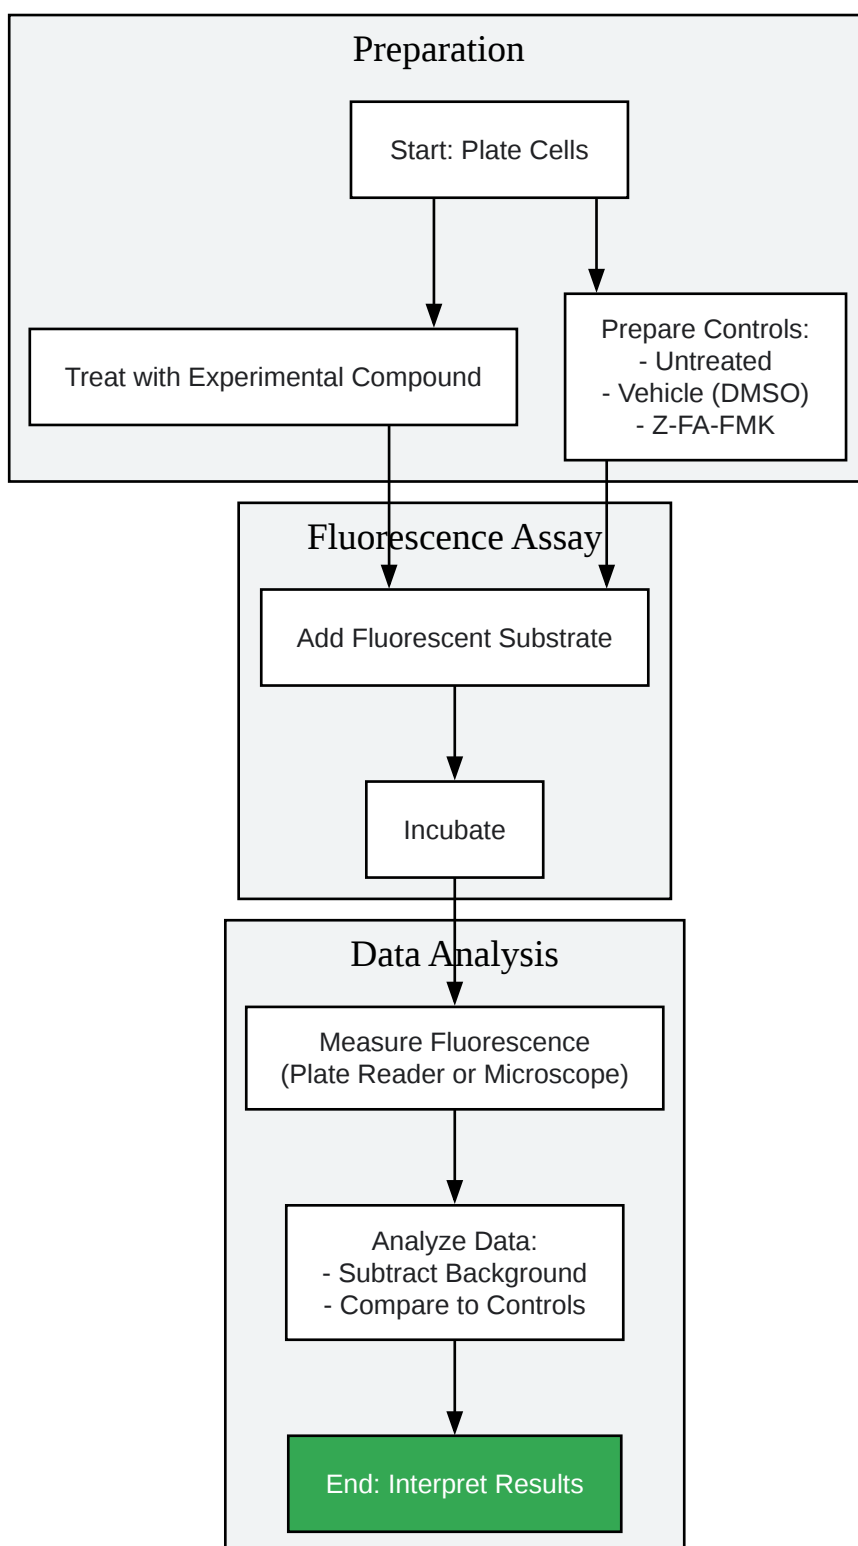 Preparation
Start: Plate Cells
Treat with Experimental Compound
Prepare Controls:
- Untreated
- Vehicle (DMSO)
- Z-FA-FMK
Fluorescence Assay
Add Fluorescent Substrate
Incubate
Data Analysis
Measure Fluorescence
(Plate Reader or Microscope)
Analyze Data:
- Subtract Background
- Compare to Controls
End: Interpret Results